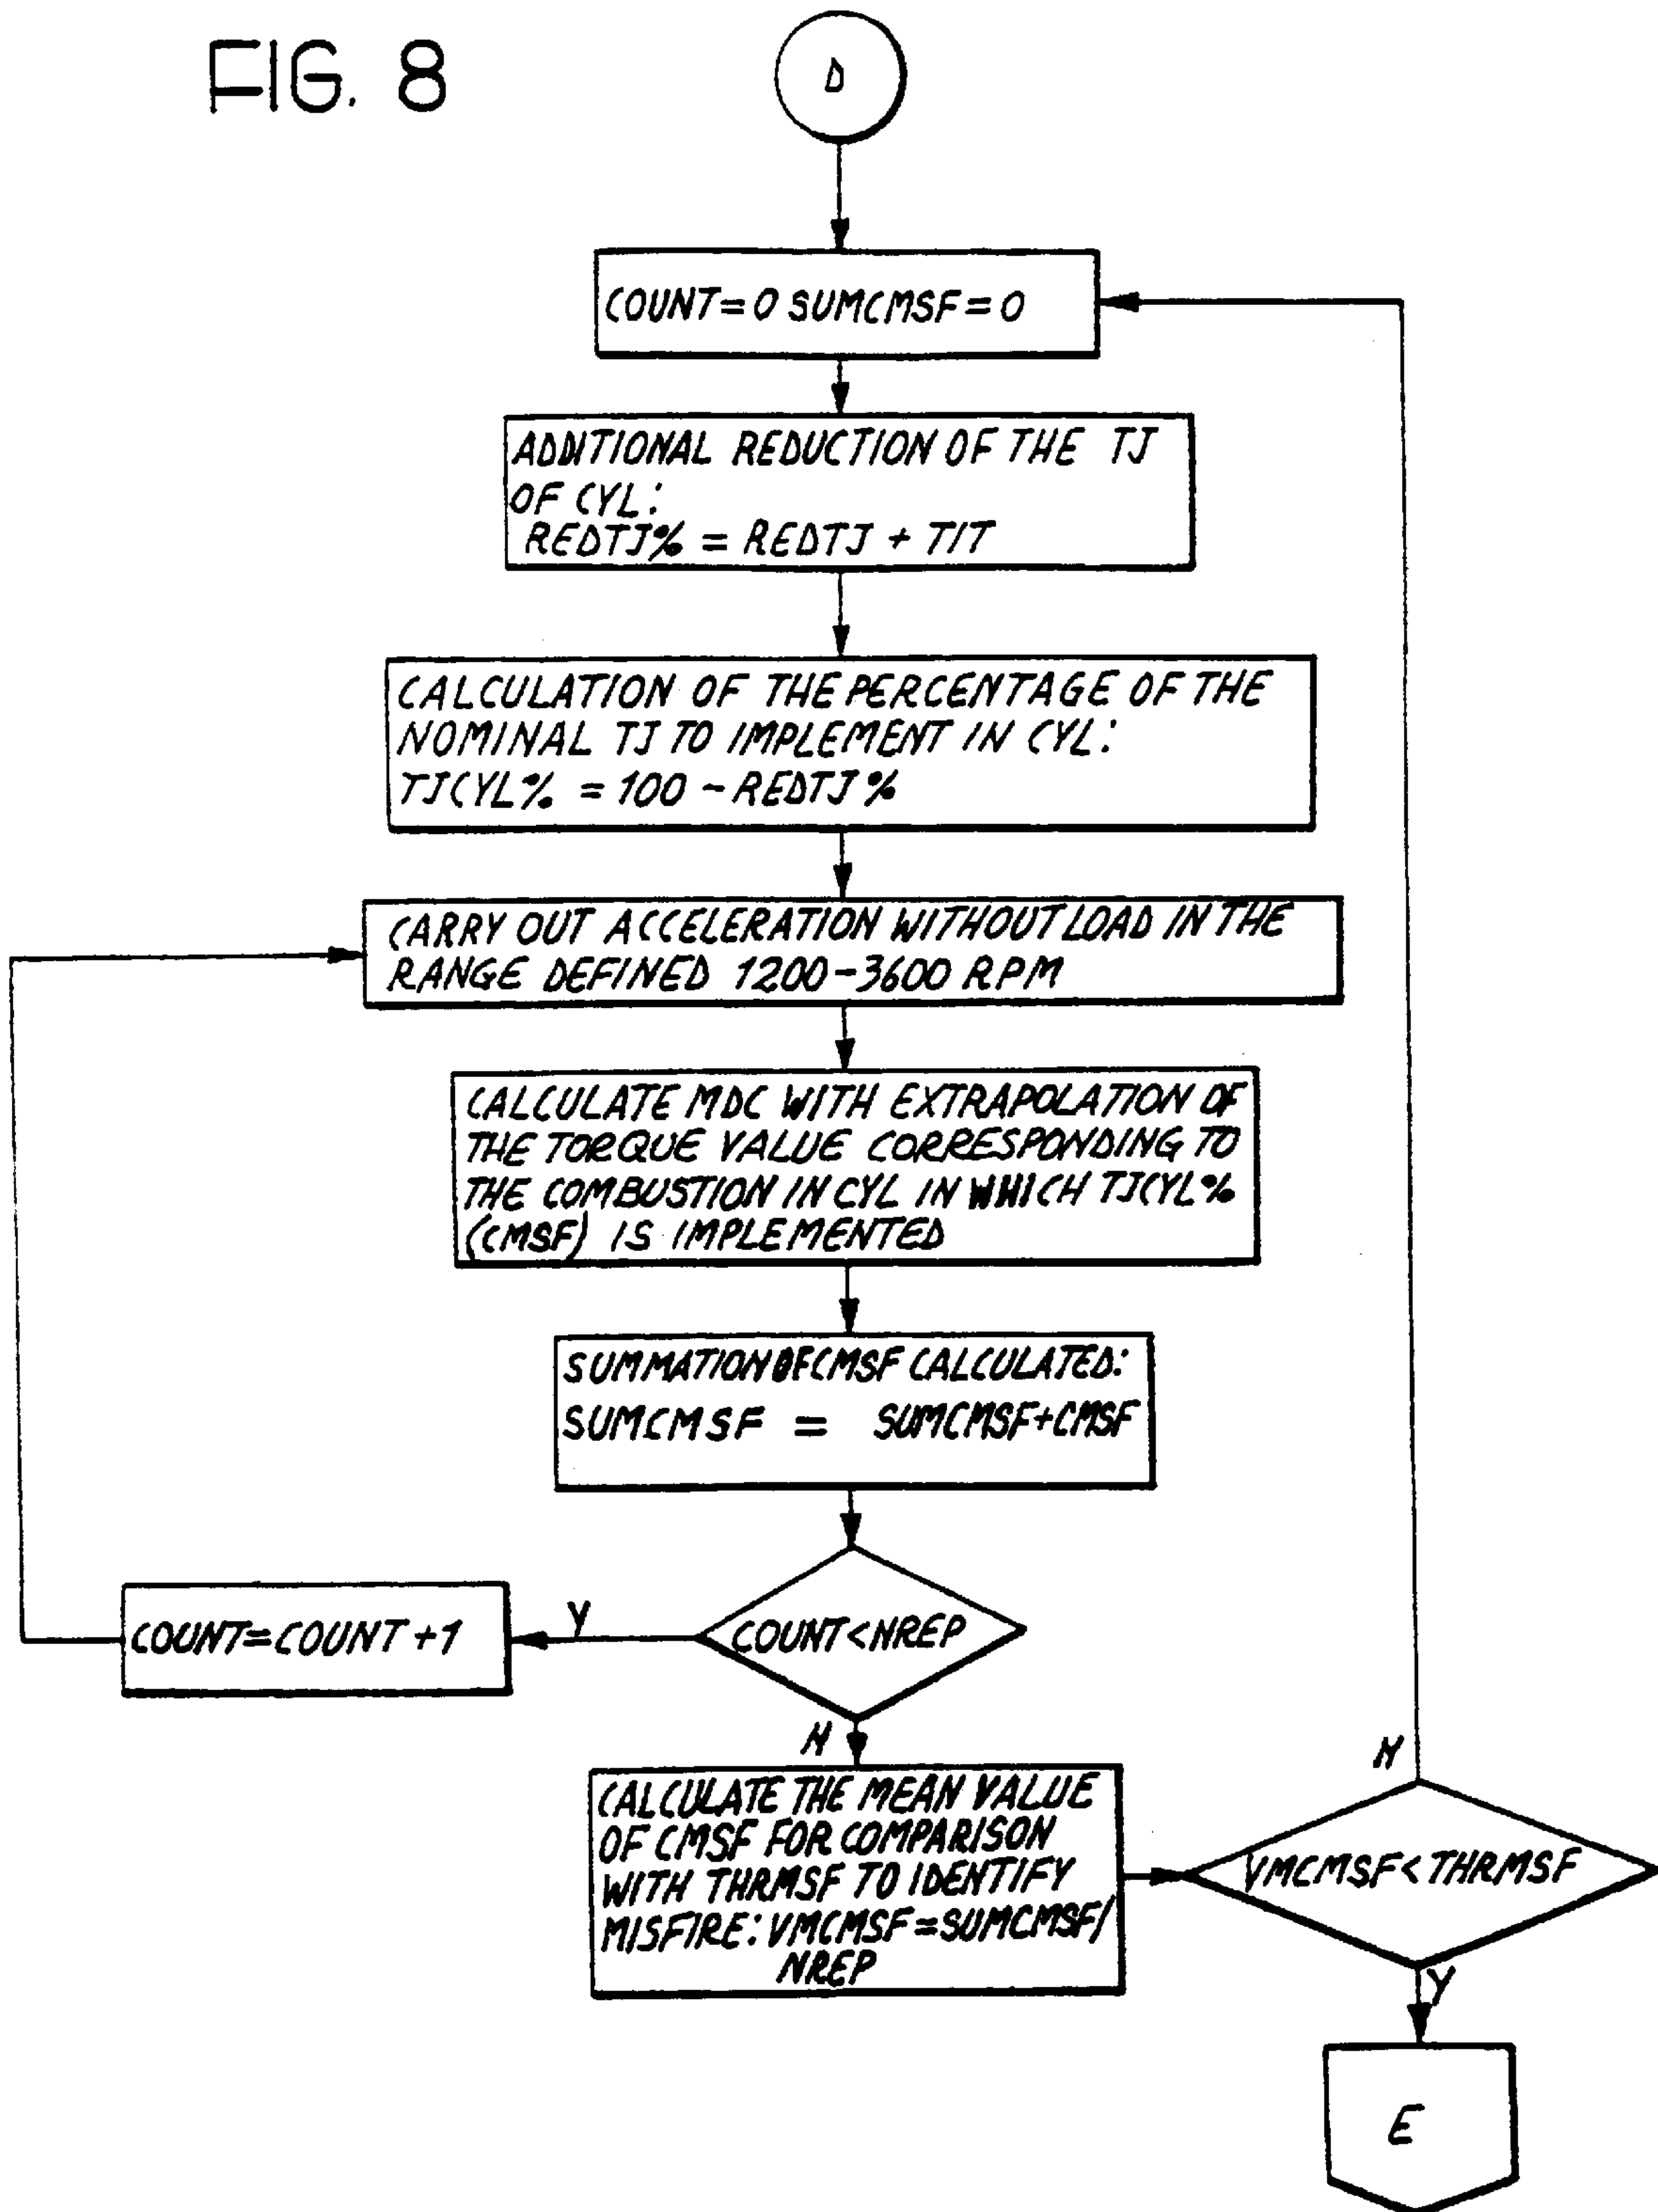 FIG. 8
D
COUNT=0 SUMCMSF=0
ADDITIONAL REDUCTION OF THE TJ
OF CYL:
REDTJ% = REDTJ + TIT
CALCULATION OF THE PERCENTAGE OF THE
NOMINAL TJ TO IMPLEMENT IN CYL:
TJCYL% = 100 - REDTJ%
CARRY OUT ACCELERATION WITHOUT LOAD IN THE
RANGE DEFINED 1200-3600 RPM
CALCULATE MDC WITH EXTRAPOLATION OF
THE TORQUE VALUE CORRESPONDING TO
THE COMBUSTION IN CYL IN WHICH TJCYL%
(CMSF) IS IMPLEMENTED
SUMMATION OF CMSF CALCULATED:
SUMCMSF = SUMCMSF+CMSF
COUNT=COUNT+1
Y
COUNT<NREP
N
CALCULATE THE MEAN VALUE
OF CMSF FOR COMPARISON
WITH THRMSF TO IDENTIFY
MISFIRE: VMCMSF=SUMCMSF/
NREP
N
VMCMSF<THRMSF
Y
E